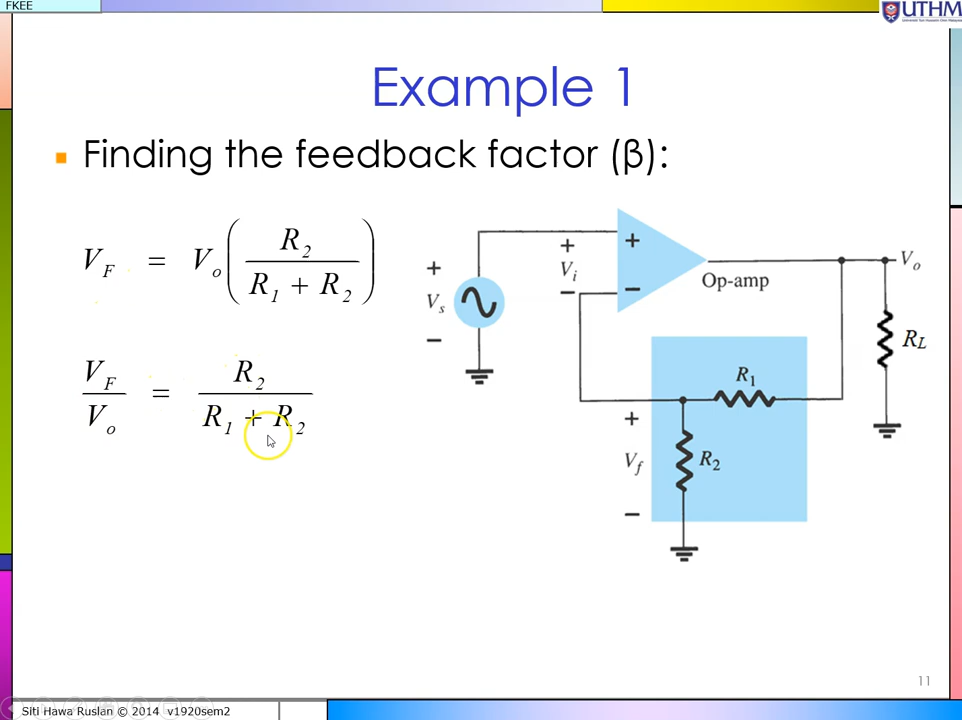 FKEE
UTHM
Example 1
Finding the feedback factor (β):
V_F = V_o ( R_2 / (R_1 + R_2) )
V_F / V_o = R_2 / (R_1 + R_2)
+
V_s
−
+
V_i
−
+
−
Op-amp
V_o
R_L
R_1
+
V_f
−
R_2
11
Siti Hawa Ruslan © 2014 v1920sem2